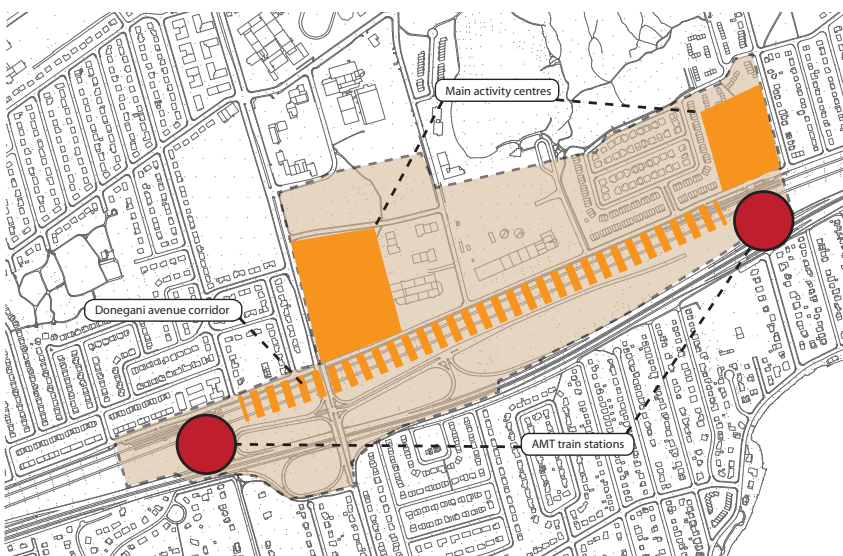 Main activity centres
Donegani avenue corridor
AMT train stations